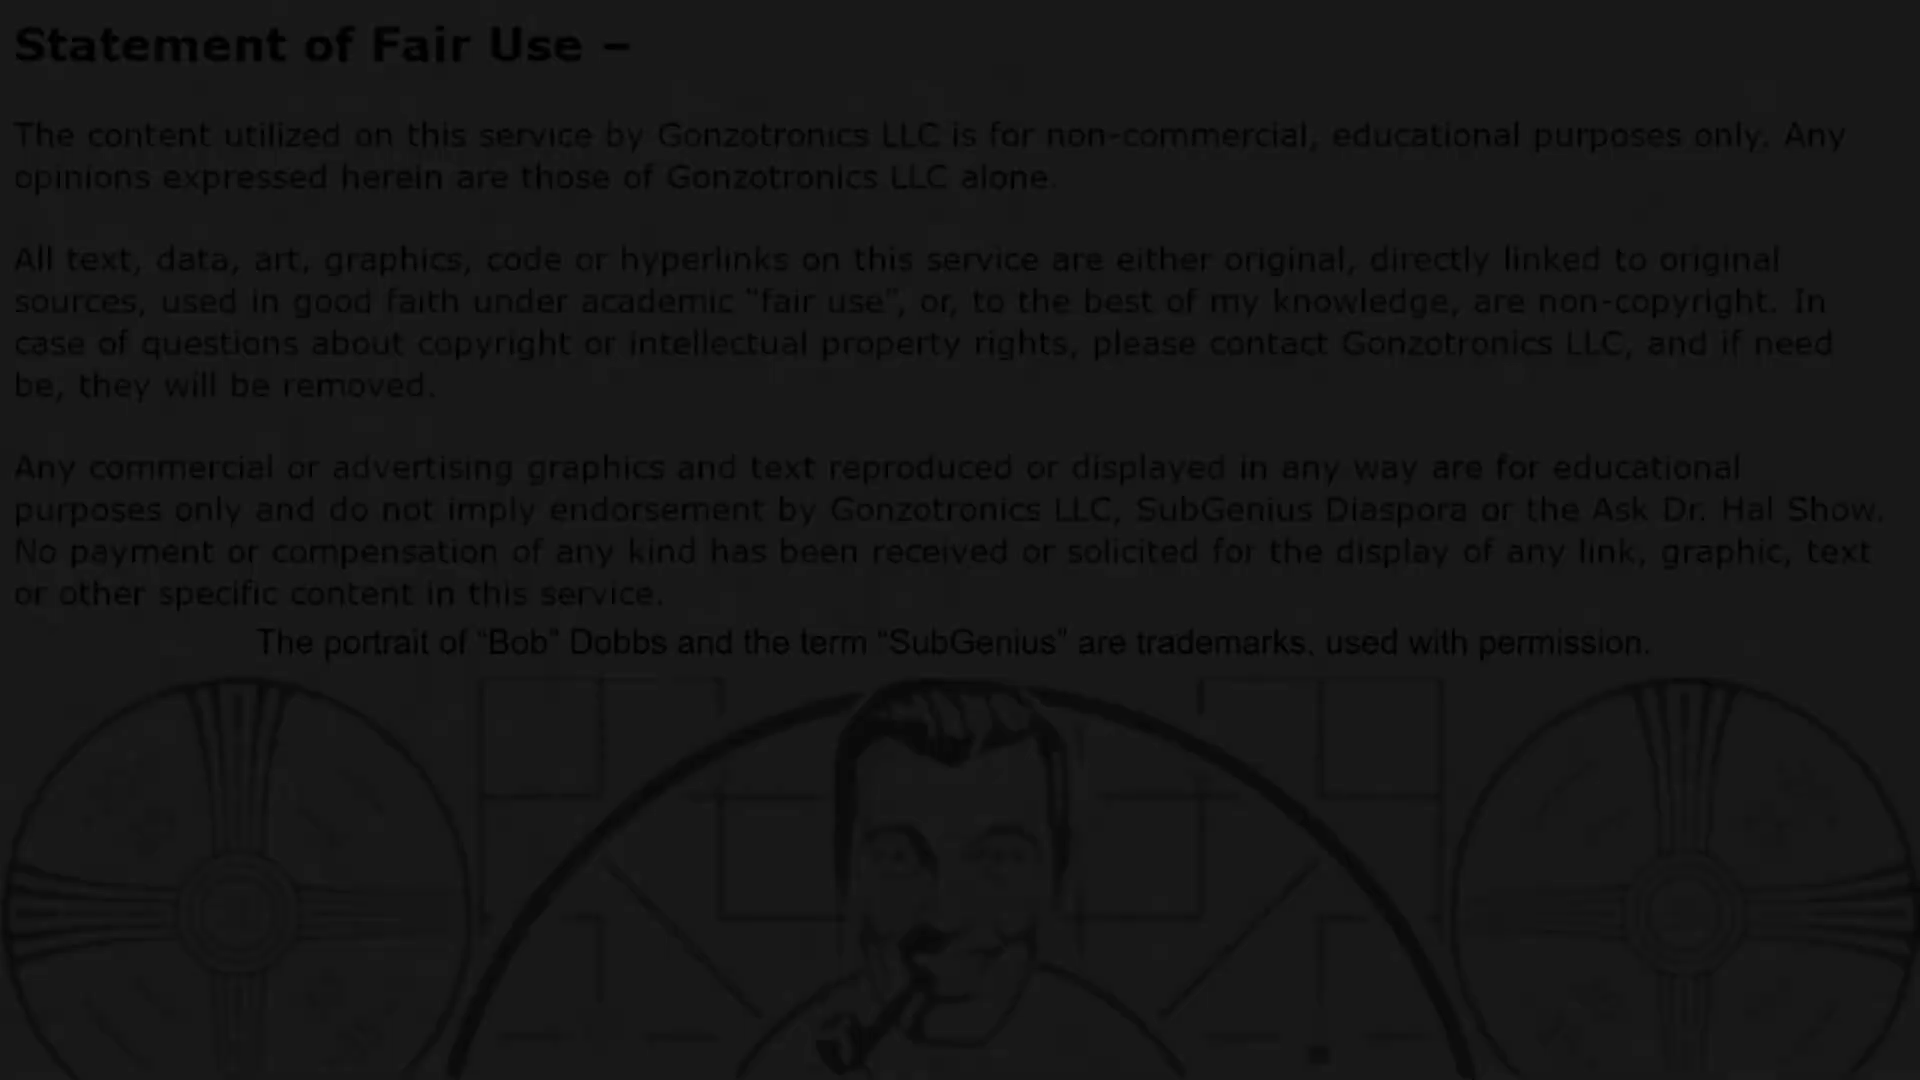 Statement of Fair Use –
The content utilized on this service by Gonzotronics LLC is for non-commercial, educational purposes only. Any
opinions expressed herein are those of Gonzotronics LLC alone.
All text, data, art, graphics, code or hyperlinks on this service are either original, directly linked to original
sources, used in good faith under academic “fair use”, or, to the best of my knowledge, are non-copyright. In
case of questions about copyright or intellectual property rights, please contact Gonzotronics LLC, and if need
be, they will be removed.
Any commercial or advertising graphics and text reproduced or displayed in any way are for educational
purposes only and do not imply endorsement by Gonzotronics LLC, SubGenius Diaspora or the Ask Dr. Hal Show.
No payment or compensation of any kind has been received or solicited for the display of any link, graphic, text
or other specific content in this service.
The portrait of “Bob” Dobbs and the term “SubGenius” are trademarks, used with permission.